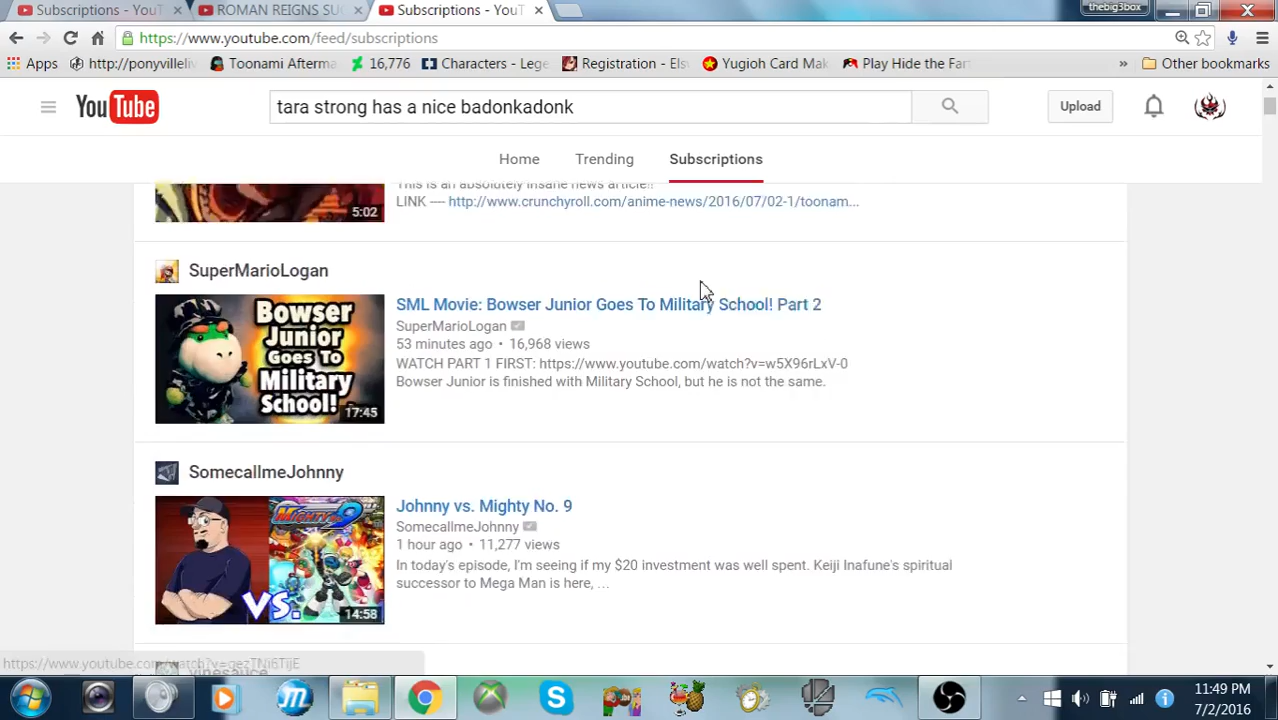 thebig3box
Subscriptions - YouT
ROMAN REIGNS SU
Subscriptions - YouT
https://www.youtube.com/feed/subscriptions
Apps
http://ponyvilleliv
Toonami Afterma
16,776
Characters - Lege
Registration - Els
Yugioh Card Mak
Play Hide the Far
»
Other bookmarks
YouTube
tara strong has a nice badonkadonk
Upload
Home
Trending
Subscriptions
This is an absolutely insane news article!!
LINK ---- http://www.crunchyroll.com/anime-news/2016/07/02-1/toonam...
5:02
SuperMarioLogan
Bowser
Junior
Goes To
Military
School!
17:45
SML Movie: Bowser Junior Goes To Military School! Part 2
SuperMarioLogan
53 minutes ago • 16,968 views
WATCH PART 1 FIRST: https://www.youtube.com/watch?v=w5X96rLxV-0
Bowser Junior is finished with Military School, but he is not the same.
SomecallmeJohnny
MIGHTY 9
VS.
14:58
Johnny vs. Mighty No. 9
SomecallmeJohnny
1 hour ago • 11,277 views
In today's episode, I'm seeing if my $20 investment was well spent. Keiji Inafune's spiritual
successor to Mega Man is here, ...
vinesauce
11:49 PM
7/2/2016